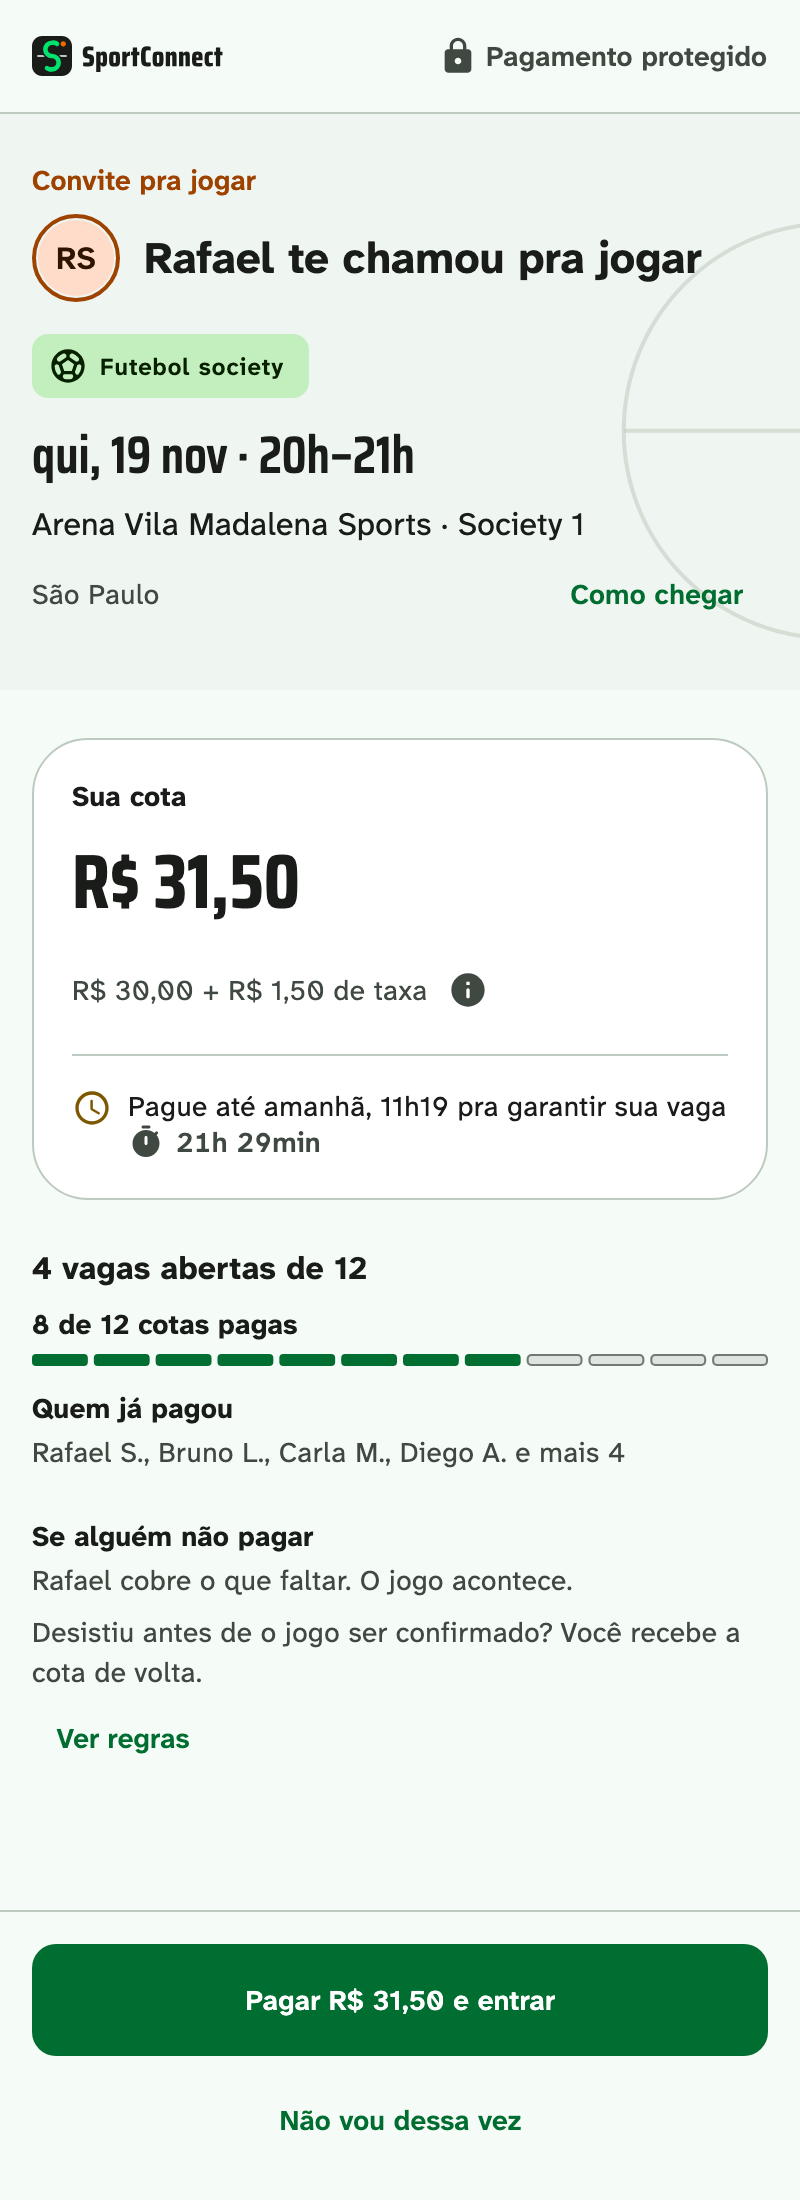 SportConnect
Pagamento protegido
Convite pra jogar
RS
Rafael te chamou pra jogar
Futebol society
qui, 19 nov · 20h–21h
Arena Vila Madalena Sports · Society 1
São Paulo
Como chegar
Sua cota
R$ 31,50
R$ 30,00 + R$ 1,50 de taxa
Pague até amanhã, 11h19 pra garantir sua vaga
21h 29min
4 vagas abertas de 12
8 de 12 cotas pagas
Quem já pagou
Rafael S., Bruno L., Carla M., Diego A. e mais 4
Se alguém não pagar
Rafael cobre o que faltar. O jogo acontece.
Desistiu antes de o jogo ser confirmado? Você recebe a
cota de volta.
Ver regras
Pagar R$ 31,50 e entrar
Não vou dessa vez